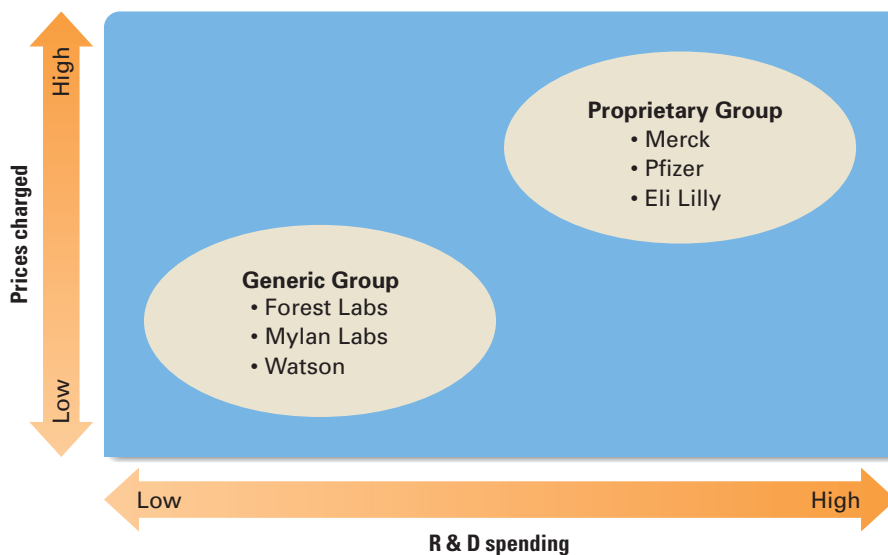 Prices charged
High
Low
Proprietary Group
• Merck
• Pfizer
• Eli Lilly
Generic Group
• Forest Labs
• Mylan Labs
• Watson
Low
High
R & D spending